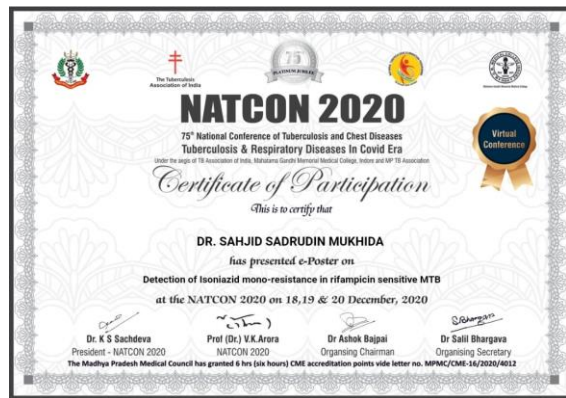 The Tuberculosis
Association of India
75
PLATINUM JUBILEE
NATCON 2020
75th National Conference of Tuberculosis and Chest Diseases
Tuberculosis & Respiratory Diseases In Covid Era
Under the aegis of TB Association of India, Mahatama Gandhi Memorial Medical College, Indore and MP TB Association
Virtual
Conference
Certificate of Participation
This is to certify that
DR. SAHJID SADRUDIN MUKHIDA
has presented e-Poster on
Detection of Isoniazid mono-resistance in rifampicin sensitive MTB
at the NATCON 2020 on 18,19 & 20 December, 2020
Dr. K S Sachdeva
President - NATCON 2020
Prof (Dr.) V.K.Arora
NATCON 2020
Dr Ashok Bajpai
Organsing Chairman
Dr Salil Bhargava
Organising Secretary
The Madhya Pradesh Medical Council has granted 6 hrs (six hours) CME accreditation points vide letter no. MPMC/CME-16/2020/4012